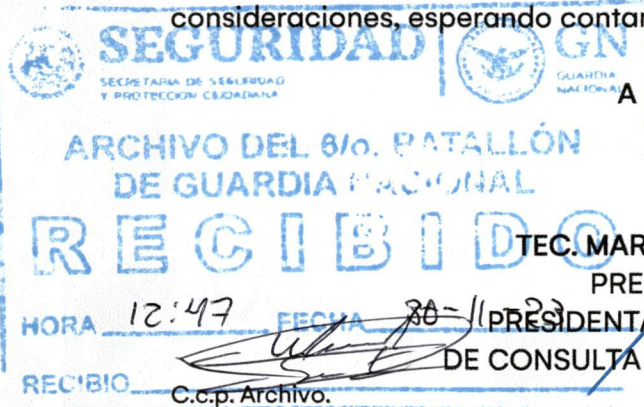 consideraciones, esperando contar
SEGURIDAD
SECRETARIA DE SEGURIDAD
Y PROTECCION CIUDADANA
GN
GUARDIA
NACIONAL
A
ARCHIVO DEL 6/o. BATALLÓN
DE GUARDIA NACIONAL
RECIBIDO
TEC. MAR
PRE
HORA 12:47 FECHA 30-11-23
PRESIDENTA
DE CONSULTA
RECIBIO
C.c.p. Archivo.